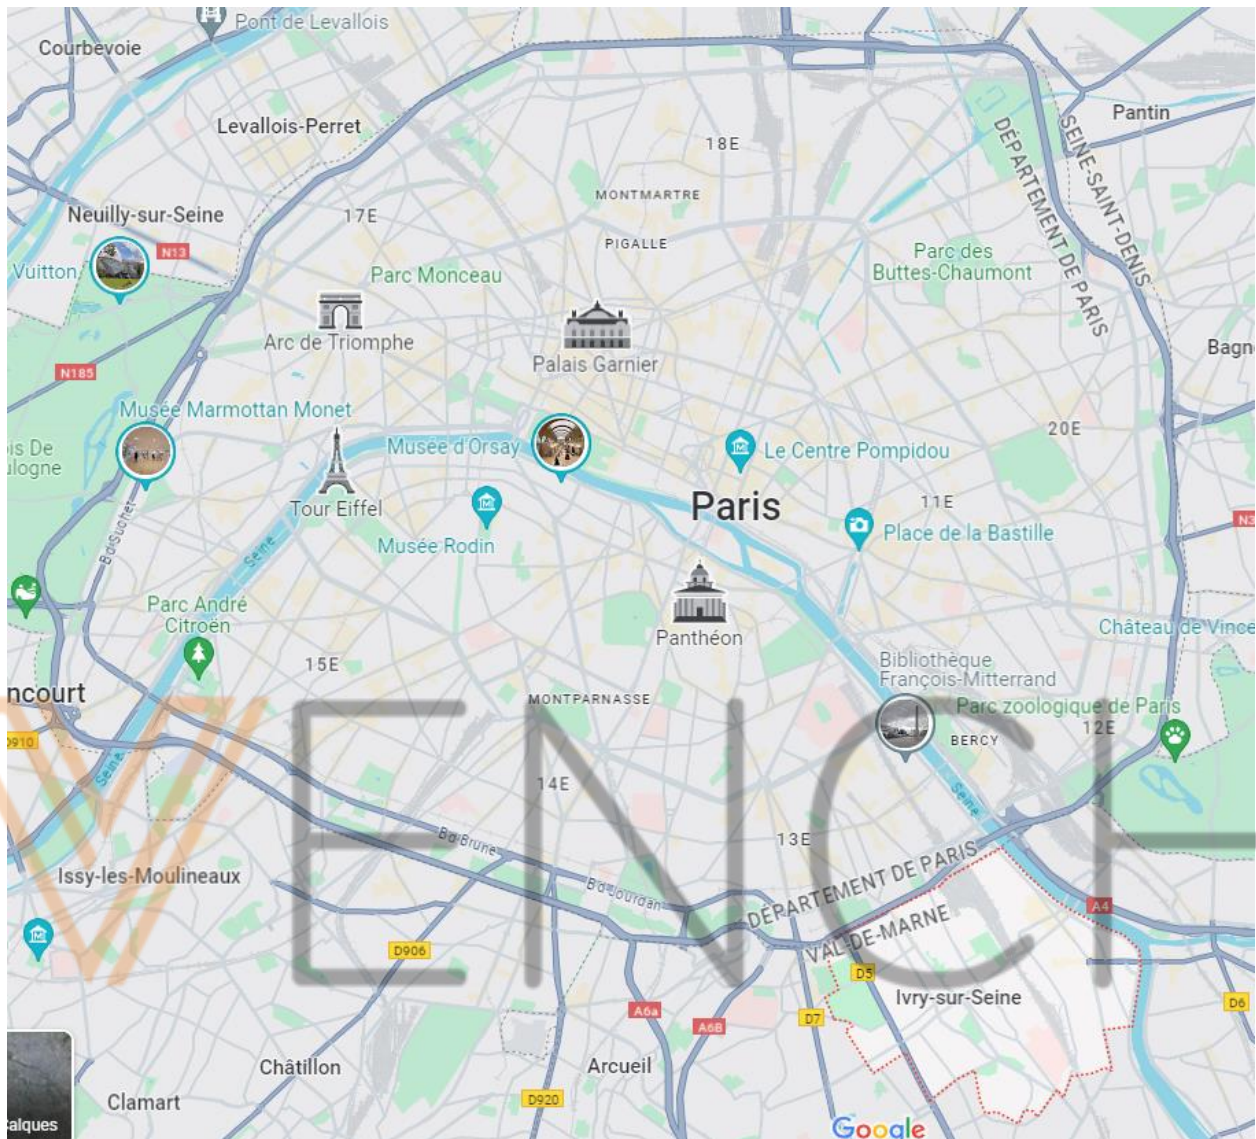 Pont de Levallois
Courbevoie
Pantin
Levallois-Perret
SEINE-SAINT-DENIS
DÉPARTEMENT DE PARIS
18E
MONTMARTRE
Neuilly-sur-Seine
17E
PIGALLE
N13
Parc des
Buttes-Chaumont
Vuitton
Parc Monceau
Arc de Triomphe
Palais Garnier
Bagn
N185
Musée Marmottan Monet
20E
Musée d'Orsay
Le Centre Pompidou
ois De
ulogne
Paris
11E
Tour Eiffel
N3
Bd Suchet
Seine
Musée Rodin
Place de la Bastille
Parc André
Citroën
Panthéon
Château de Vince
15E
Bibliothèque
François-Mitterrand
ncourt
MONTPARNASSE
Parc zoologique de Paris
12E
D910
BERCY
Seine
14E
Seine
13E
Bd Brune
DÉPARTEMENT DE PARIS
Issy-les-Moulineaux
Bd Jourdan
A4
VAL-DE-MARNE
D906
D5
Ivry-sur-Seine
D6
A6a
A6B
D7
Châtillon
Arcueil
D920
Clamart
Calques
Google
VENCH